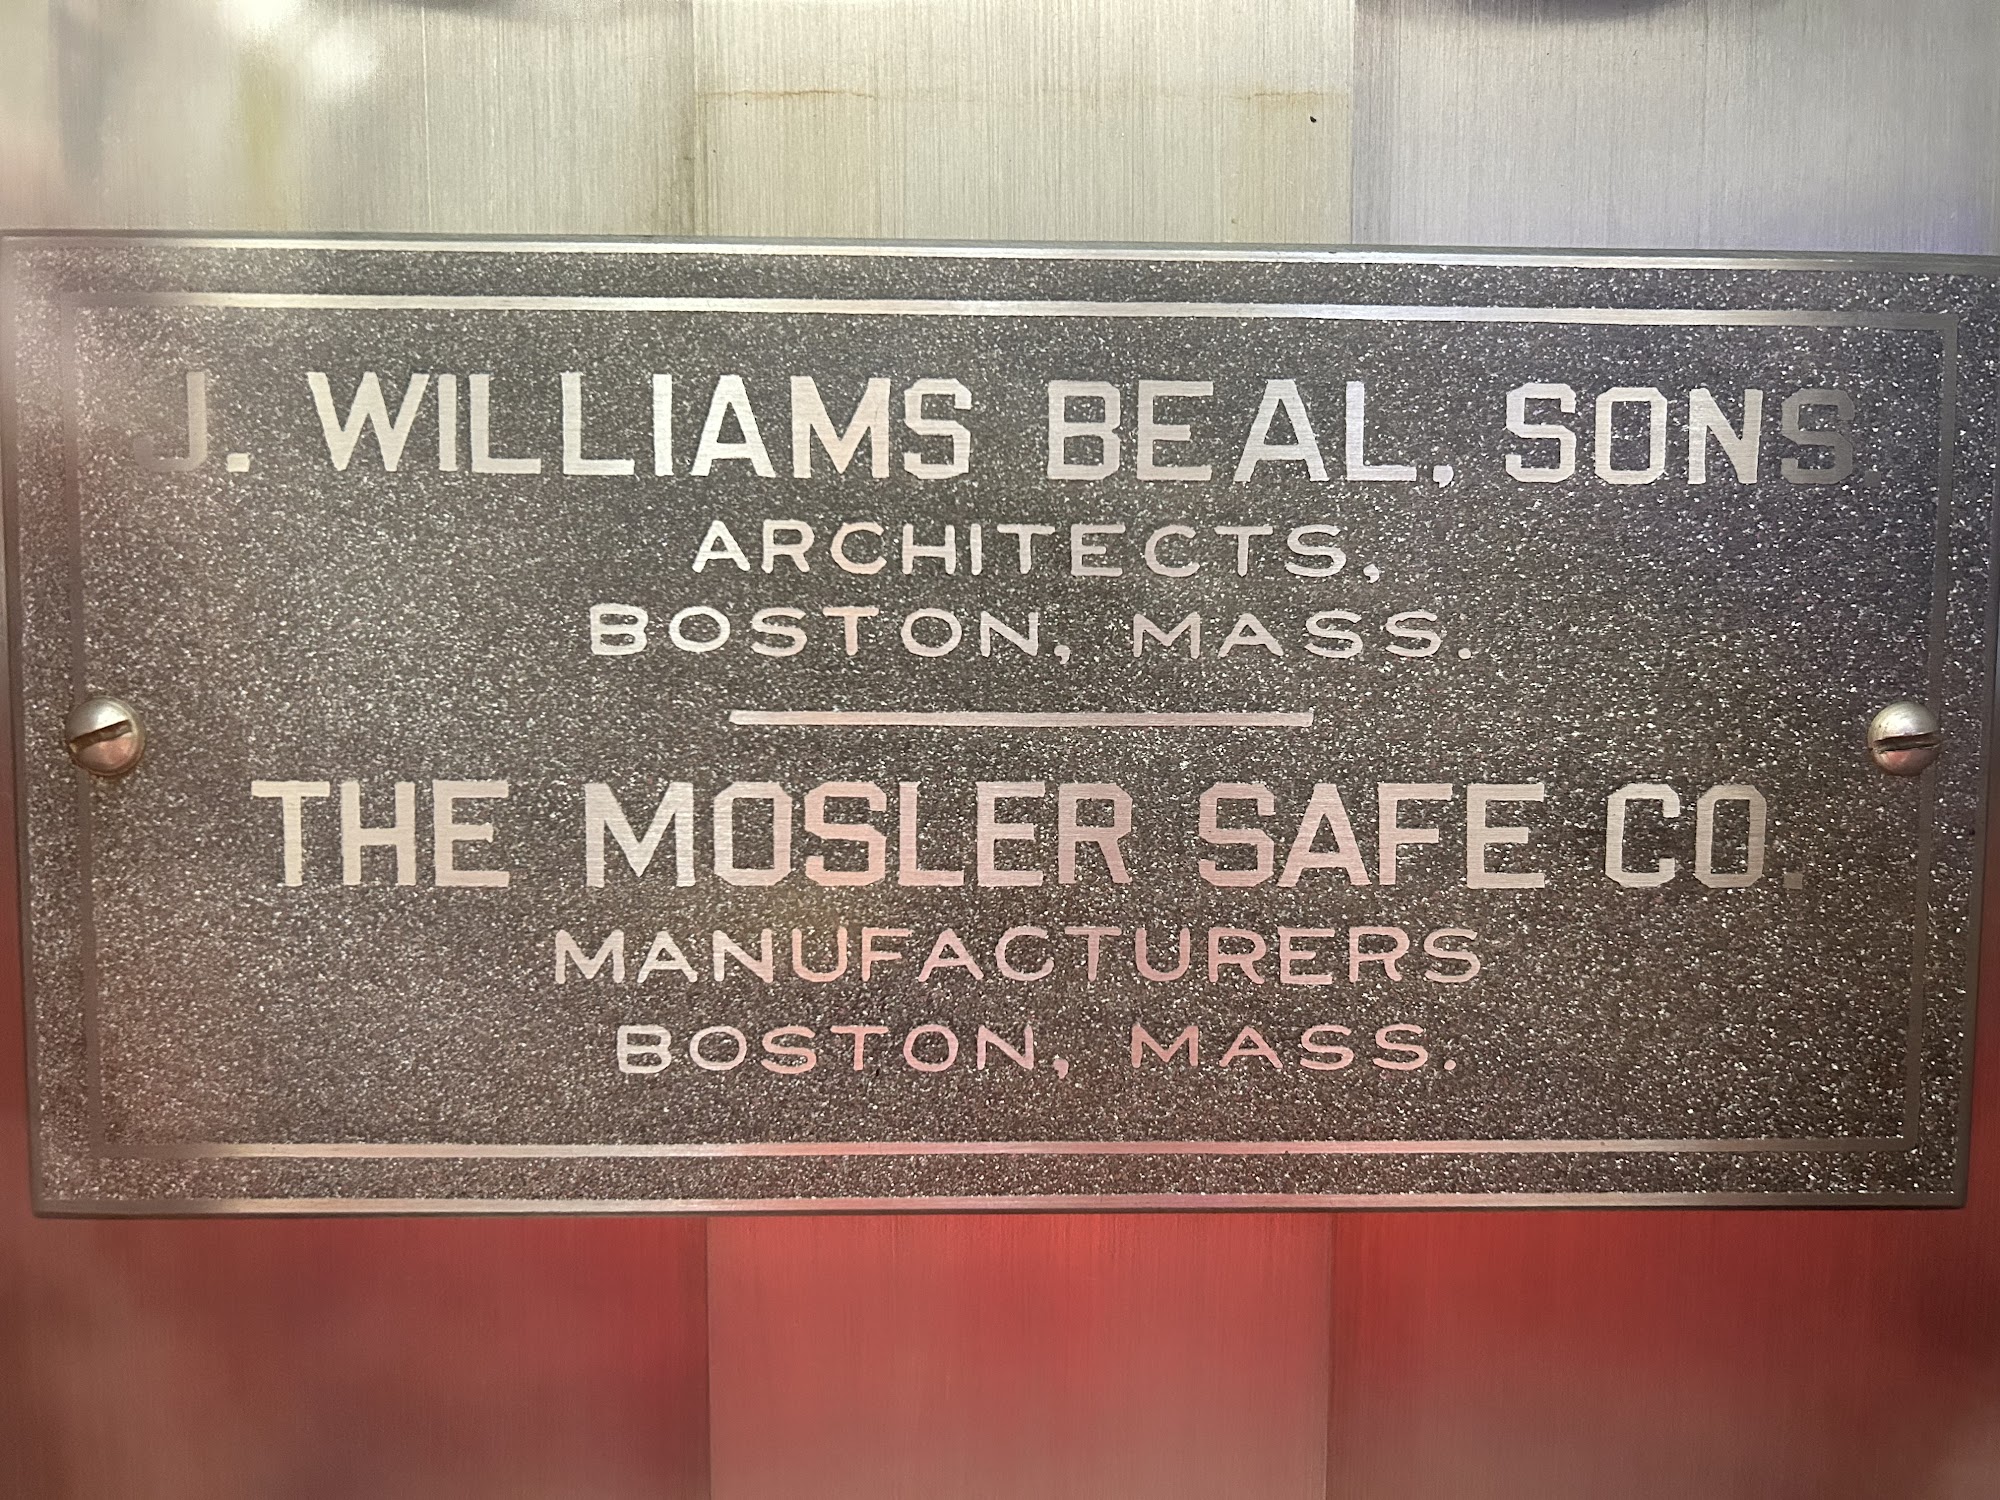 J. WILLIAMS BEAL, SONS.
ARCHITECTS,
BOSTON, MASS.
THE MOSLER SAFE CO.
MANUFACTURERS
BOSTON, MASS.